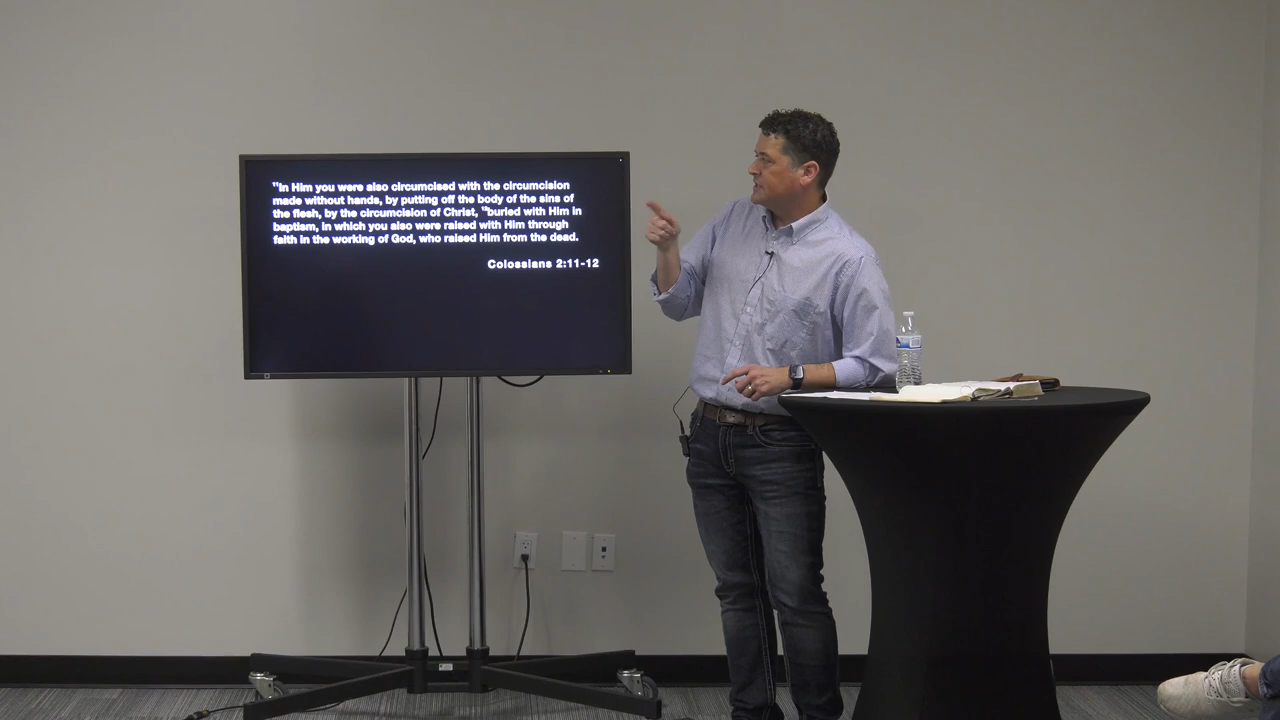 ¹¹In Him you were also circumcised with the circumcision
made without hands, by putting off the body of the sins of
the flesh, by the circumcision of Christ, ¹²buried with Him in
baptism, in which you also were raised with Him through
faith in the working of God, who raised Him from the dead.
Colossians 2:11-12